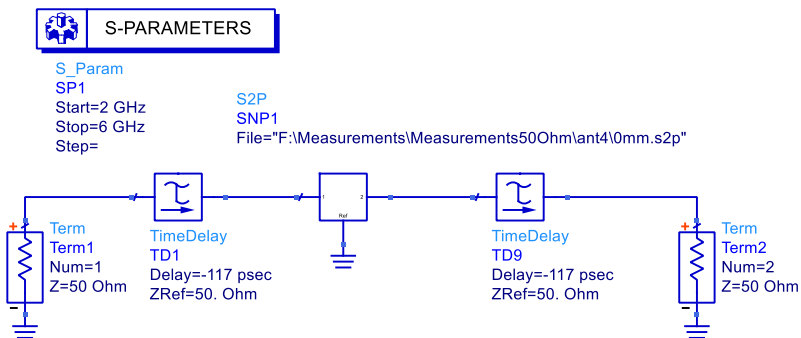 S-PARAMETERS
S_Param
SP1
Start=2 GHz
Stop=6 GHz
Step=
S2P
SNP1
File="F:\Measurements\Measurements50Ohm\ant4\0mm.s2p"
1
2
Ref
+
Term
Term1
Num=1
Z=50 Ohm
-
TimeDelay
TD1
Delay=-117 psec
ZRef=50. Ohm
TimeDelay
TD9
Delay=-117 psec
ZRef=50. Ohm
+
Term
Term2
Num=2
Z=50 Ohm
-